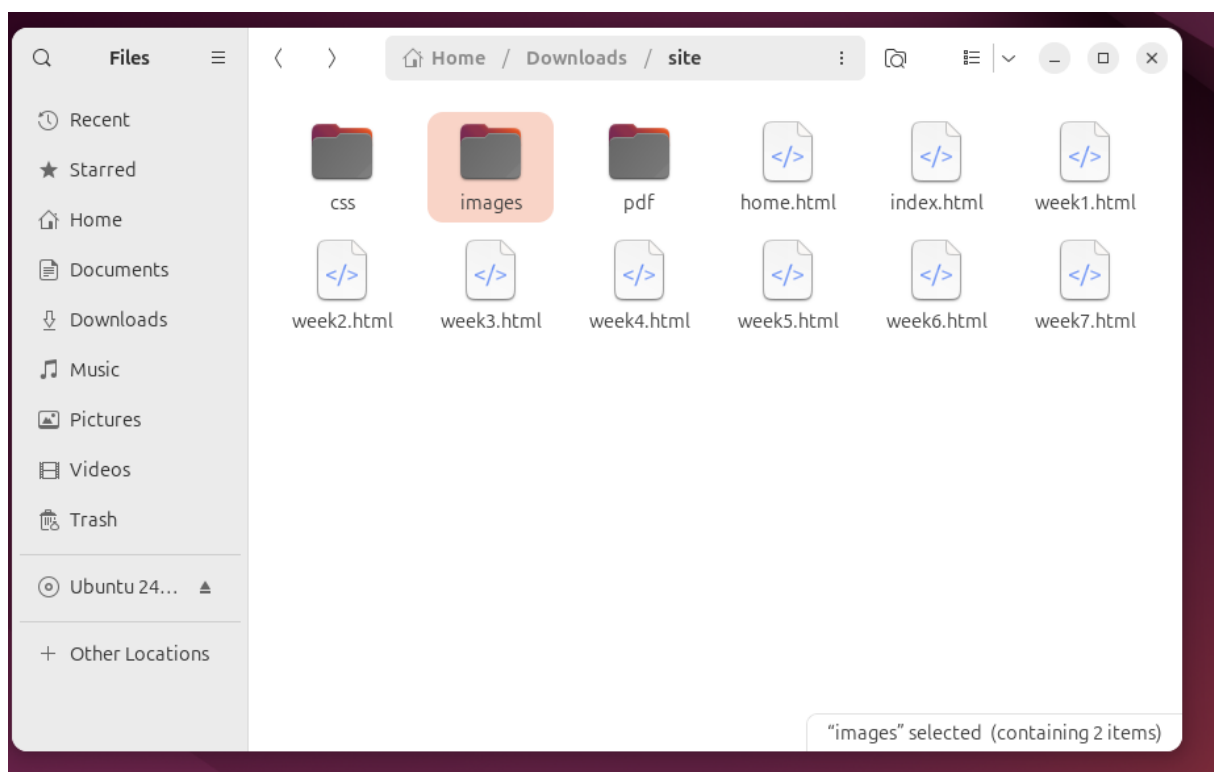 Files
Home / Downloads / site
Recent
Starred
Home
Documents
Downloads
Music
Pictures
Videos
Trash
Ubuntu 24…
Other Locations
css images pdf home.html index.html week1.html
week2.html week3.html week4.html week5.html week6.html week7.html
“images” selected (containing 2 items)